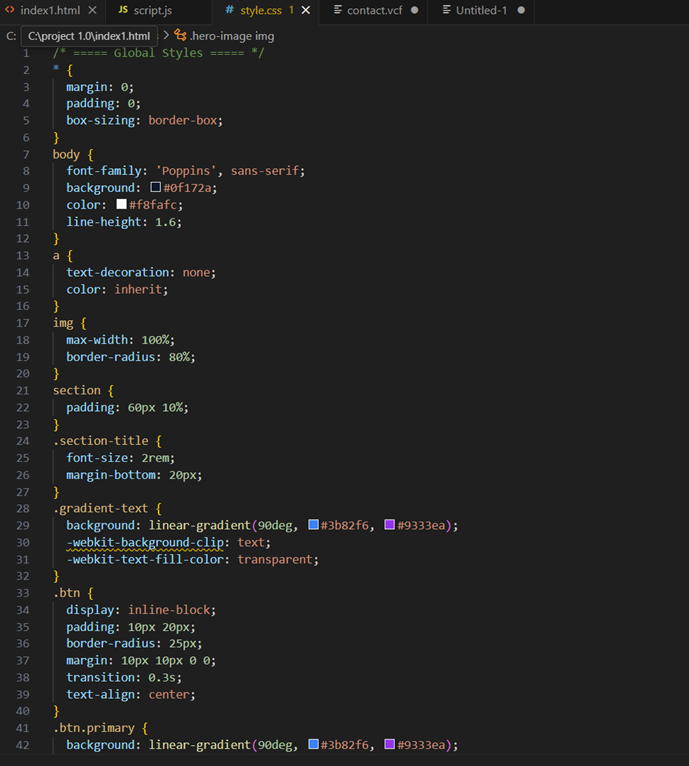 <> index1.html ×
JS script.js
# style.css 1 ×
contact.vcf ●
Untitled-1 ●
C: C:\project 1.0\index1.html > .hero-image img
1 /* ===== Global Styles ===== */
2 * {
3 margin: 0;
4 padding: 0;
5 box-sizing: border-box;
6 }
7 body {
8 font-family: 'Poppins', sans-serif;
9 background: #0f172a;
10 color: #f8fafc;
11 line-height: 1.6;
12 }
13 a {
14 text-decoration: none;
15 color: inherit;
16 }
17 img {
18 max-width: 100%;
19 border-radius: 80%;
20 }
21 section {
22 padding: 60px 10%;
23 }
24 .section-title {
25 font-size: 2rem;
26 margin-bottom: 20px;
27 }
28 .gradient-text {
29 background: linear-gradient(90deg, #3b82f6, #9333ea);
30 -webkit-background-clip: text;
31 -webkit-text-fill-color: transparent;
32 }
33 .btn {
34 display: inline-block;
35 padding: 10px 20px;
36 border-radius: 25px;
37 margin: 10px 10px 0 0;
38 transition: 0.3s;
39 text-align: center;
40 }
41 .btn.primary {
42 background: linear-gradient(90deg, #3b82f6, #9333ea);